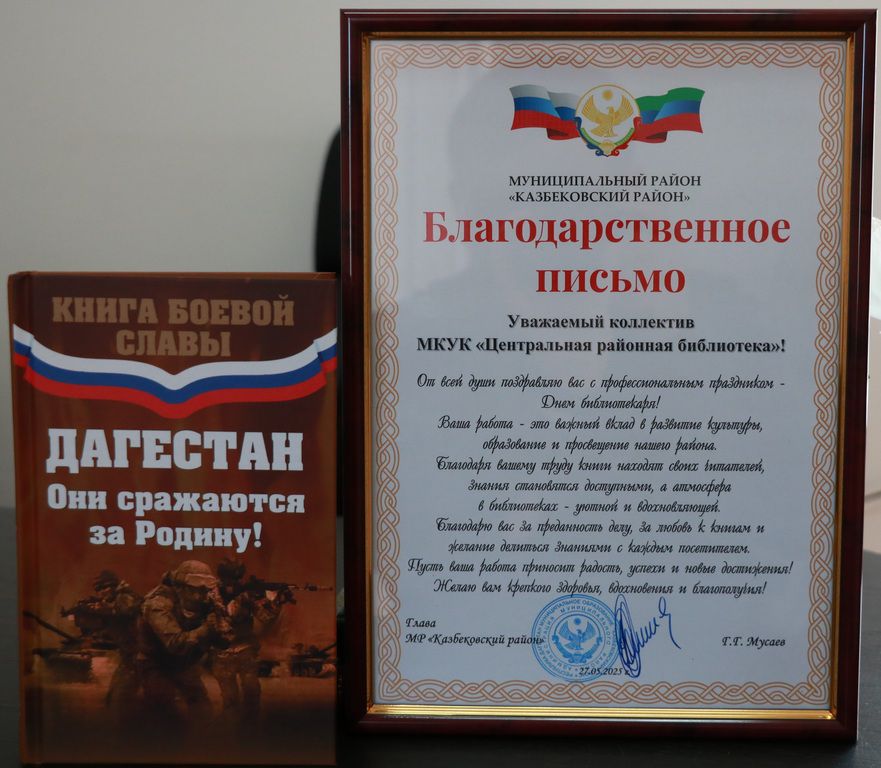 КНИГА БОЕВОЙ
СЛАВЫ
ДАГЕСТАН
Они сражаются
за Родину!
МУНИЦИПАЛЬНЫЙ РАЙОН
«КАЗБЕКОВСКИЙ РАЙОН»
Благодарственное
письмо
Уважаемый коллектив
МКУК «Центральная районная библиотека»!
От всей души поздравляю вас с профессиональным праздником -
Днем библиотекаря!
Ваша работа - это важный вклад в развитие культуры,
образование и просвещение нашего района.
Благодаря вашему труду книги находят своих читателей,
знания становятся доступными, а атмосфера
в библиотеках - уютной и вдохновляющей.
Благодарю вас за преданность делу, за любовь к книгам и
желание делиться знаниями с каждым посетителем.
Пусть ваша работа приносит радость, успехи и новые достижения!
Желаю вам крепкого здоровья, вдохновения и благополучия!
Глава
МР «Казбековский район»
Г.Г. Мусаев
27.05.2025 г.